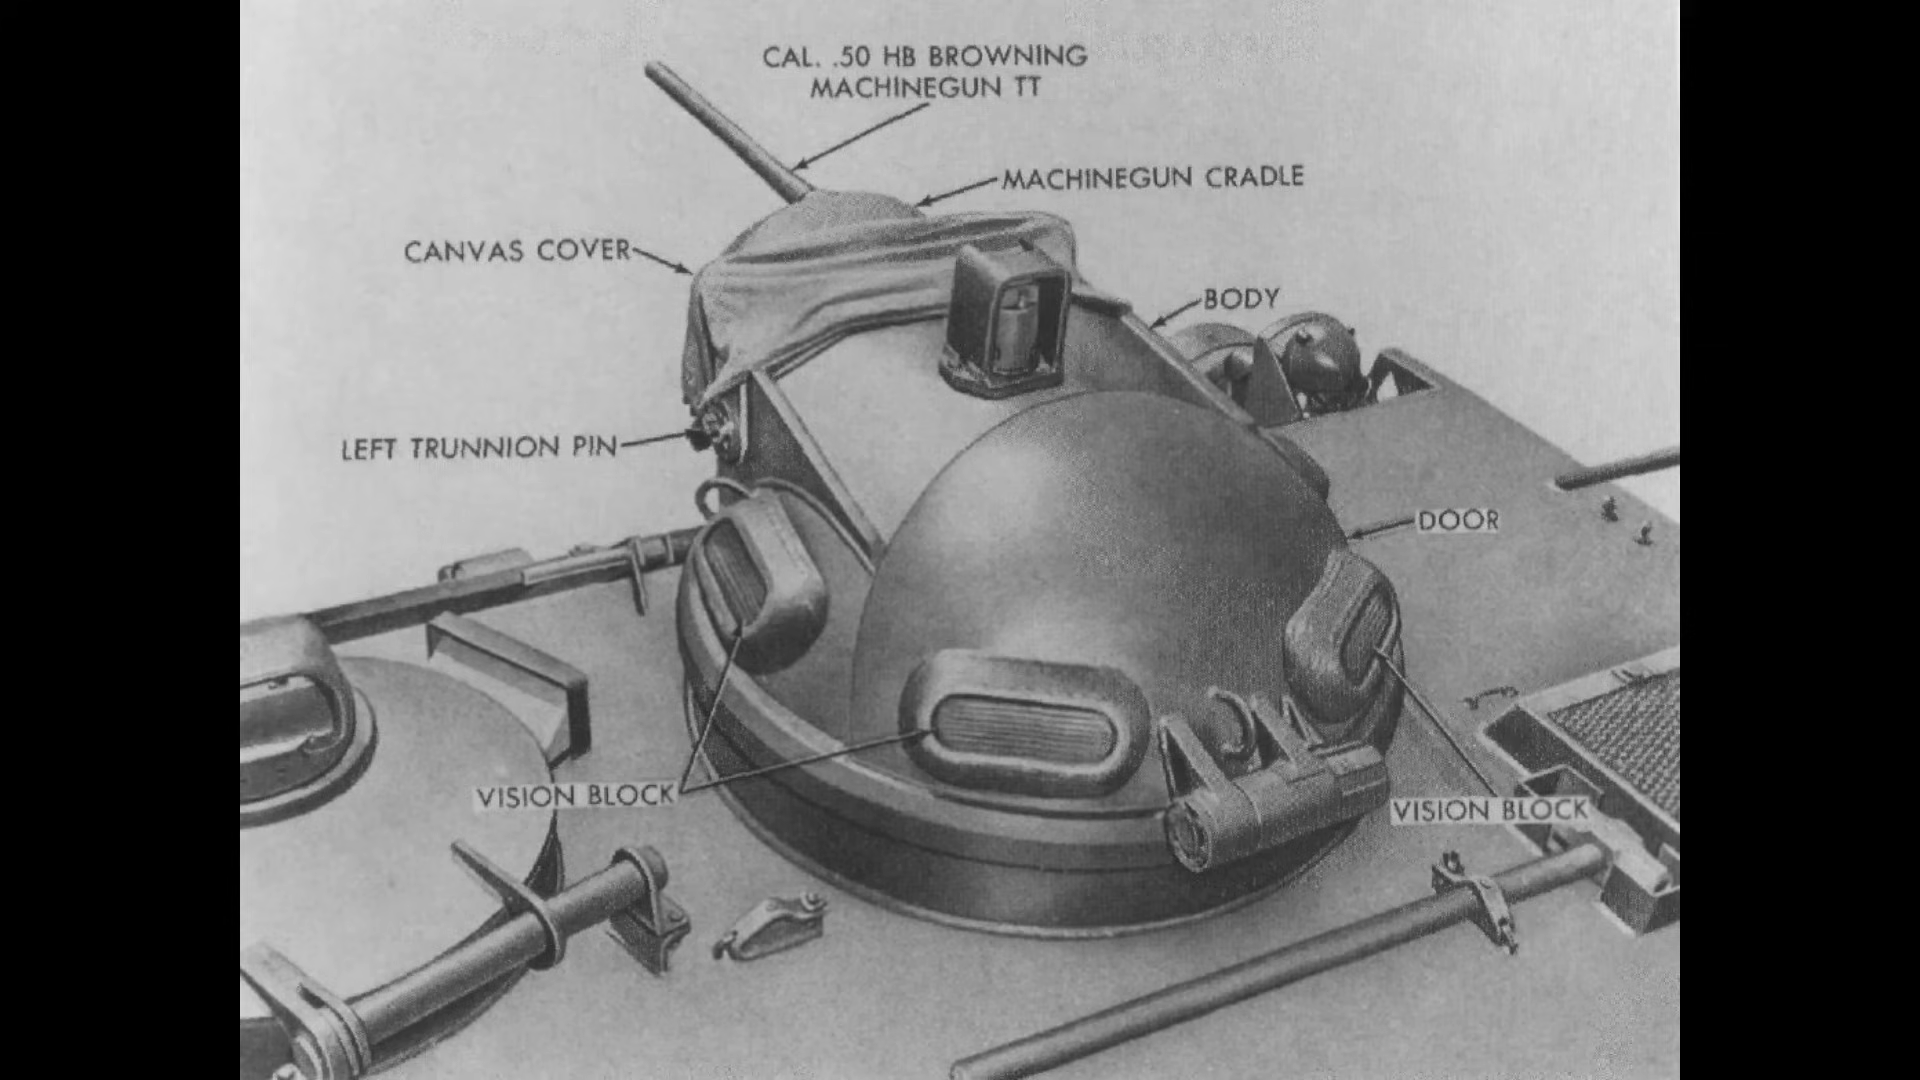 CAL. .50 HB BROWNING
MACHINEGUN TT
MACHINEGUN CRADLE
CANVAS COVER
BODY
LEFT TRUNNION PIN
DOOR
VISION BLOCK
VISION BLOCK